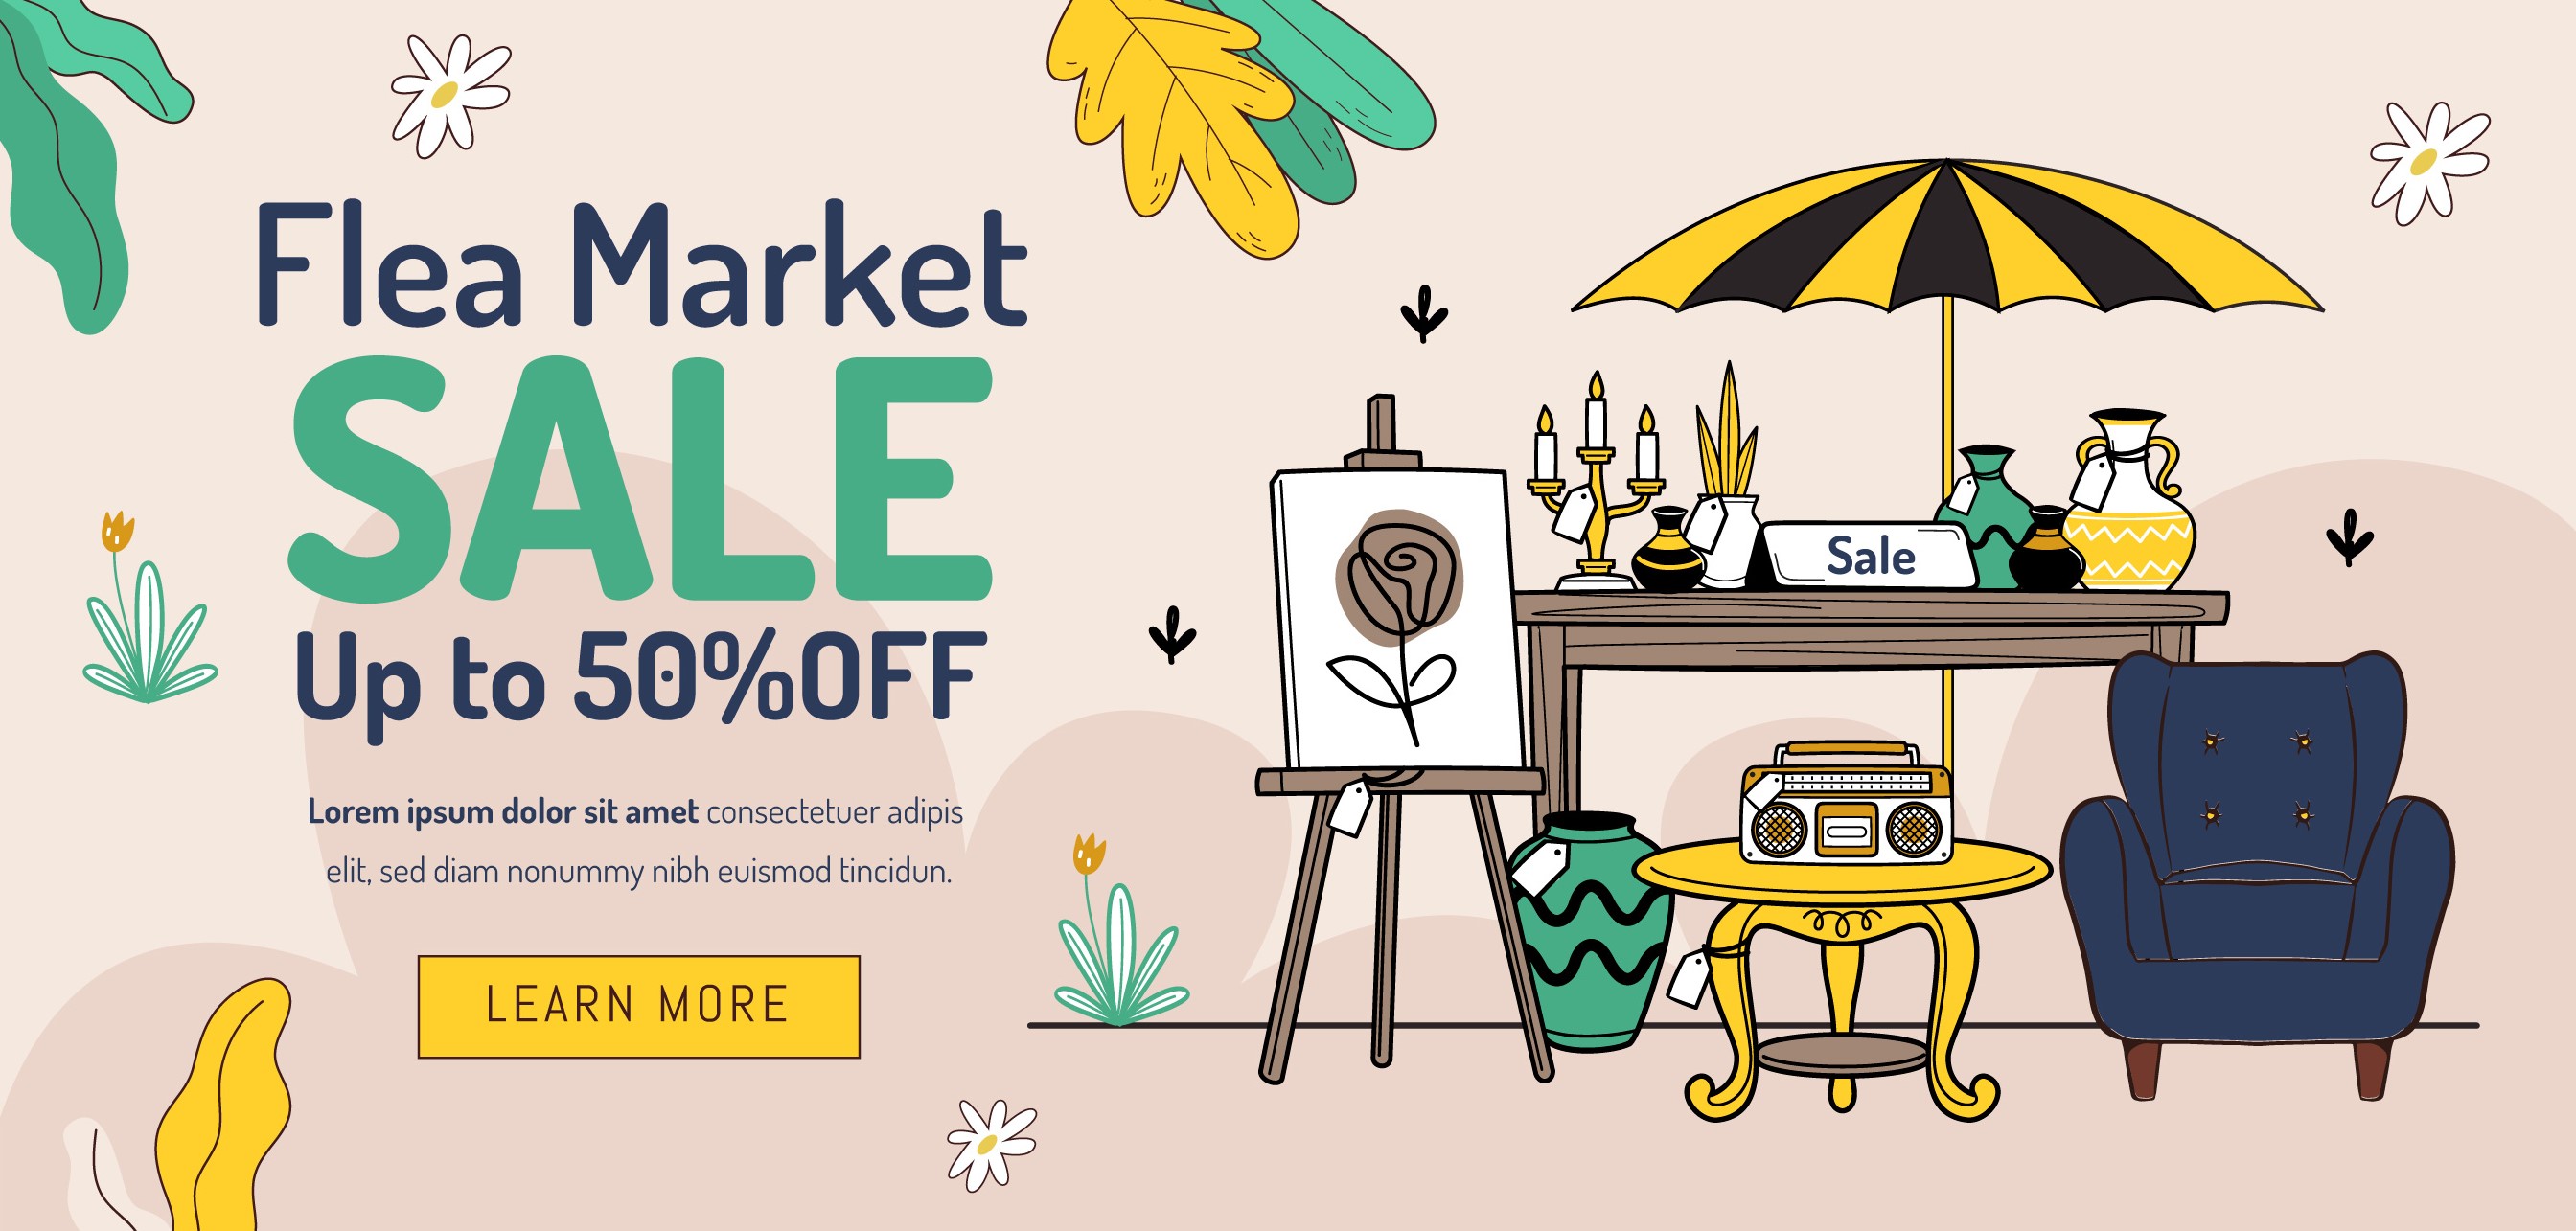 Flea Market
SALE
Up to 50%OFF
Lorem ipsum dolor sit amet consectetuer adipis
elit, sed diam nonummy nibh euismod tincidun.
LEARN MORE
Sale